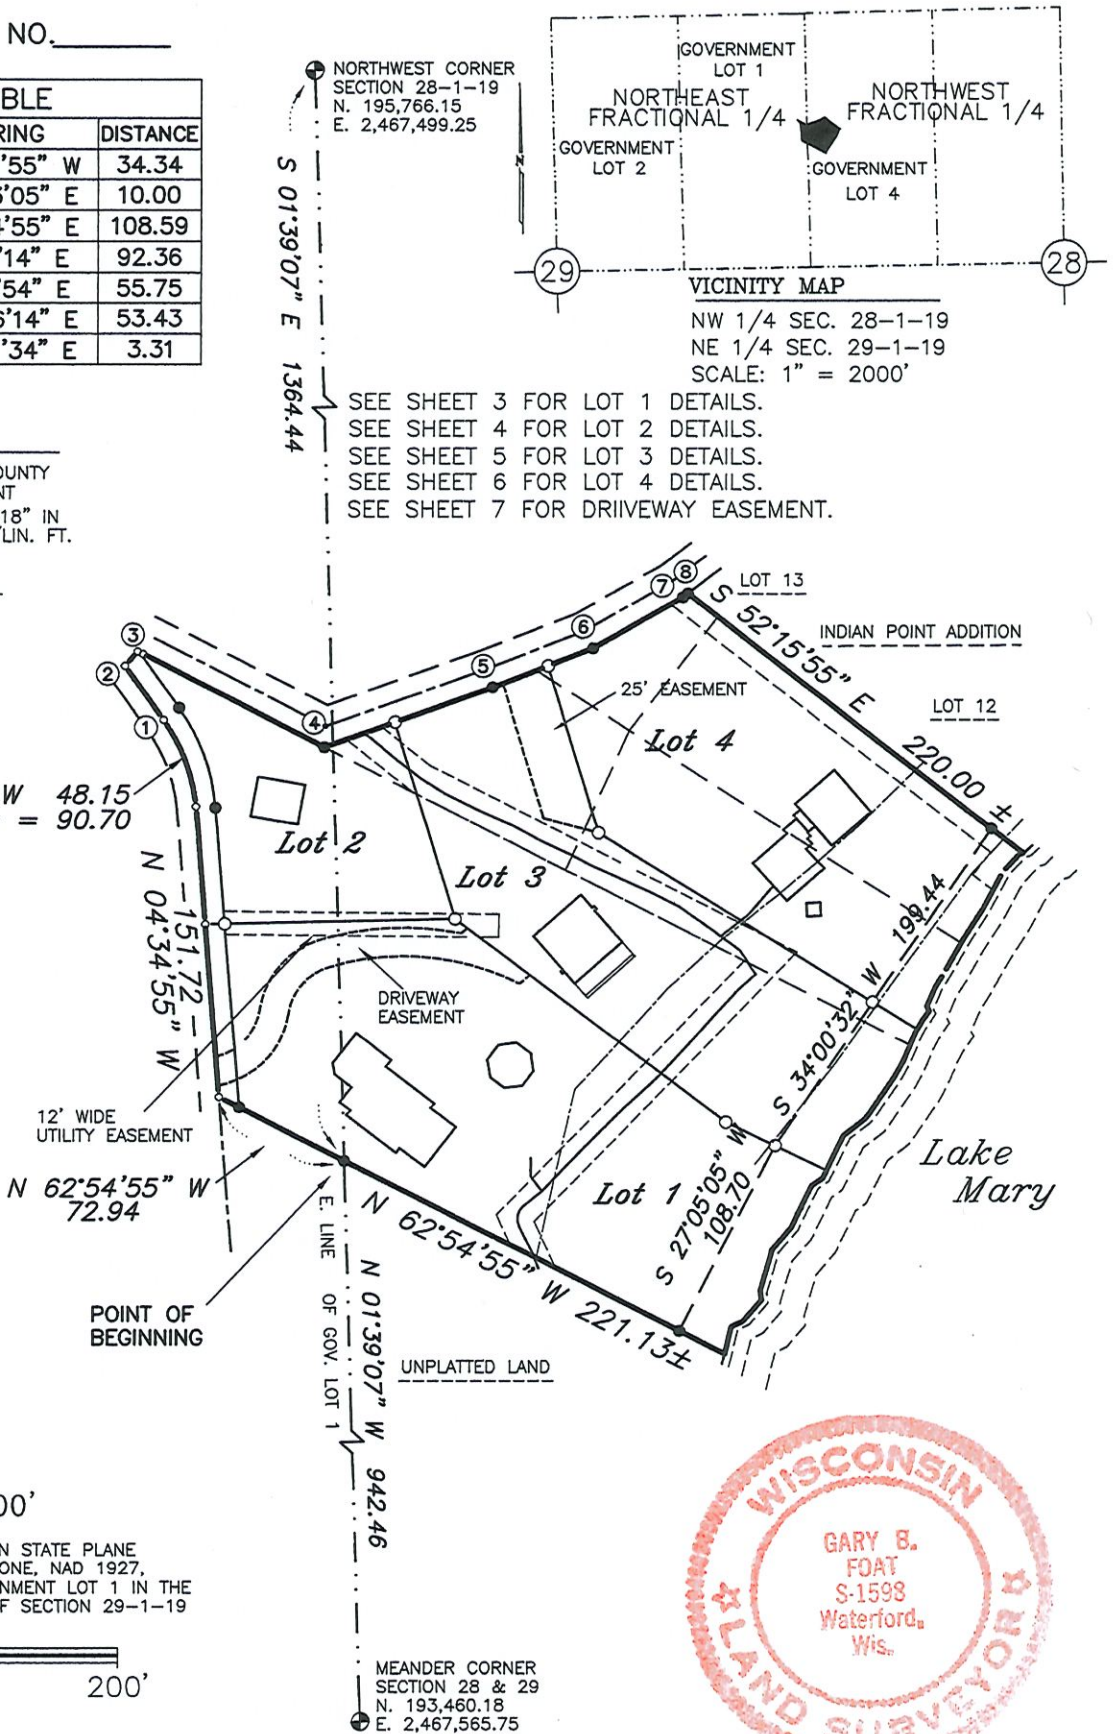 NO.
BLE
RING DISTANCE
'55" W 34.34
'05" E 10.00
'55" E 108.59
'14" E 92.36
'54" E 55.75
6'14" E 53.43
'34" E 3.31
NORTHWEST CORNER
SECTION 28-1-19
N. 195,766.15
E. 2,467,499.25
S 01°39'07" E 1364.44
GOVERNMENT
LOT 1
NORTHEAST
FRACTIONAL 1/4
NORTHWEST
FRACTIONAL 1/4
GOVERNMENT
LOT 2
GOVERNMENT
LOT 4
N
29
28
VICINITY MAP
NW 1/4 SEC. 28-1-19
NE 1/4 SEC. 29-1-19
SCALE: 1" = 2000'
SEE SHEET 3 FOR LOT 1 DETAILS.
SEE SHEET 4 FOR LOT 2 DETAILS.
SEE SHEET 5 FOR LOT 3 DETAILS.
SEE SHEET 6 FOR LOT 4 DETAILS.
SEE SHEET 7 FOR DRIIVEWAY EASEMENT.
OUNTY
NT
18" IN
/LIN. FT.
1
2
3
4
5
6
7
8
LOT 13
S 52°15'55" E 220.00 ±
INDIAN POINT ADDITION
LOT 12
25' EASEMENT
Lot 4
W 48.15
= 90.70
Lot 2
Lot 3
151.72
N 04°34'55" W
DRIVEWAY
EASEMENT
S 34°00'32" W 199.44
12' WIDE
UTILITY EASEMENT
N 62°54'55" W
72.94
Lot 1
S 27°05'05" W
108.70
Lake
Mary
N 62°54'55" W 221.13±
POINT OF
BEGINNING
E. LINE OF GOV. LOT 1
N 01°39'07" W 942.46
UNPLATTED LAND
00'
N STATE PLANE
ONE, NAD 1927,
NMENT LOT 1 IN THE
F SECTION 29-1-19
200'
MEANDER CORNER
SECTION 28 & 29
N. 193,460.18
E. 2,467,565.75
WISCONSIN
GARY B.
FOAT
S-1598
Waterford,
Wis.
LAND SURVEYOR